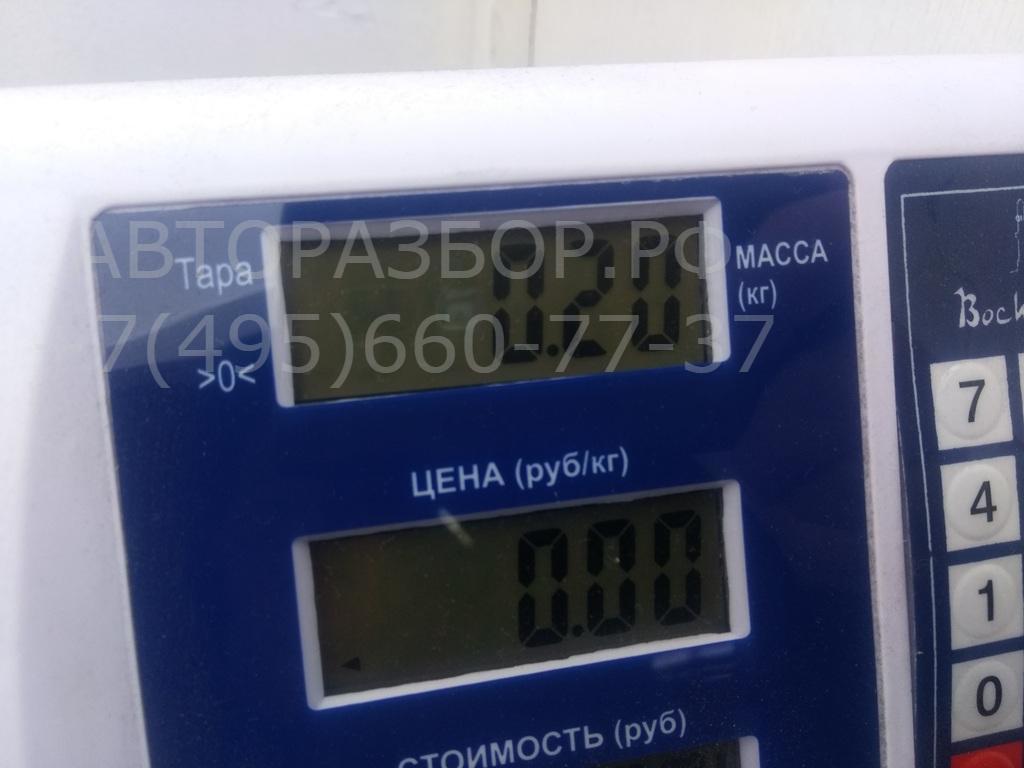 АВТОРАЗБОР.РФ
+7(495)660-77-37
Тара
0.20
МАССА
(кг)
>0<
ЦЕНА (руб/кг)
0.00
СТОИМОСТЬ (руб)
7
4
1
0